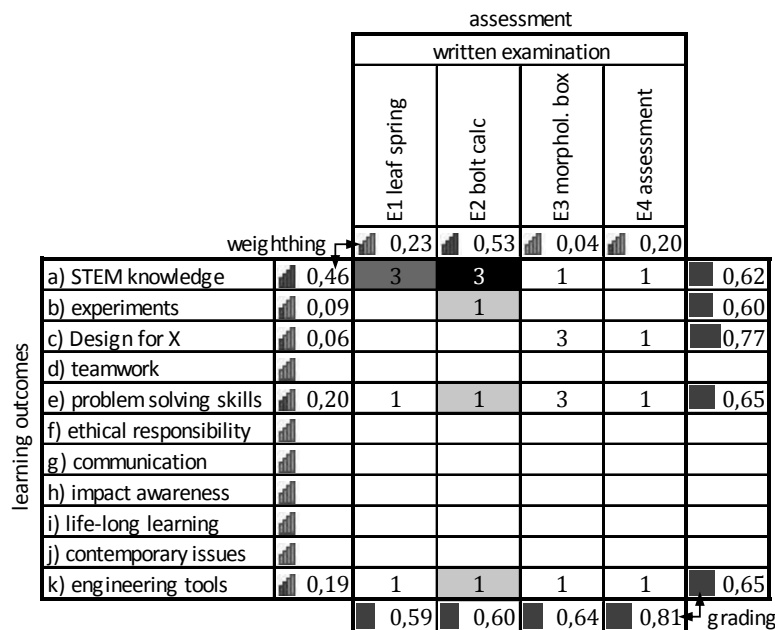 assessment
written examination
E1 leaf spring
E2 bolt calc
E3 morphol. box
E4 assessment
weighthing 0,23 0,53 0,04 0,20
learning outcomes
a) STEM knowledge 0,46 3 3 1 1 0,62
b) experiments 0,09 1 0,60
c) Design for X 0,06 3 1 0,77
d) teamwork
e) problem solving skills 0,20 1 1 3 1 0,65
f) ethical responsibility
g) communication
h) impact awareness
i) life-long learning
j) contemporary issues
k) engineering tools 0,19 1 1 1 1 0,65
0,59 0,60 0,64 0,81 grading